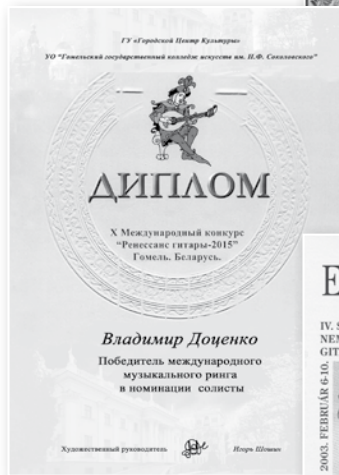 ГУ «Городской Центр Культуры»
УО "Гомельский государственный колледж искусств им. Н.Ф. Соколовского"
ДИПЛОМ
X Международный конкурс
"Ренессанс гитары-2015"
Гомель. Беларусь.
Владимир Доценко
Победитель международного
музыкального ринга
в номинации солисты
Художественный руководитель
Игорь
E
IV. S
NEM
GIT
2003. FEBRUÁR 6-10.